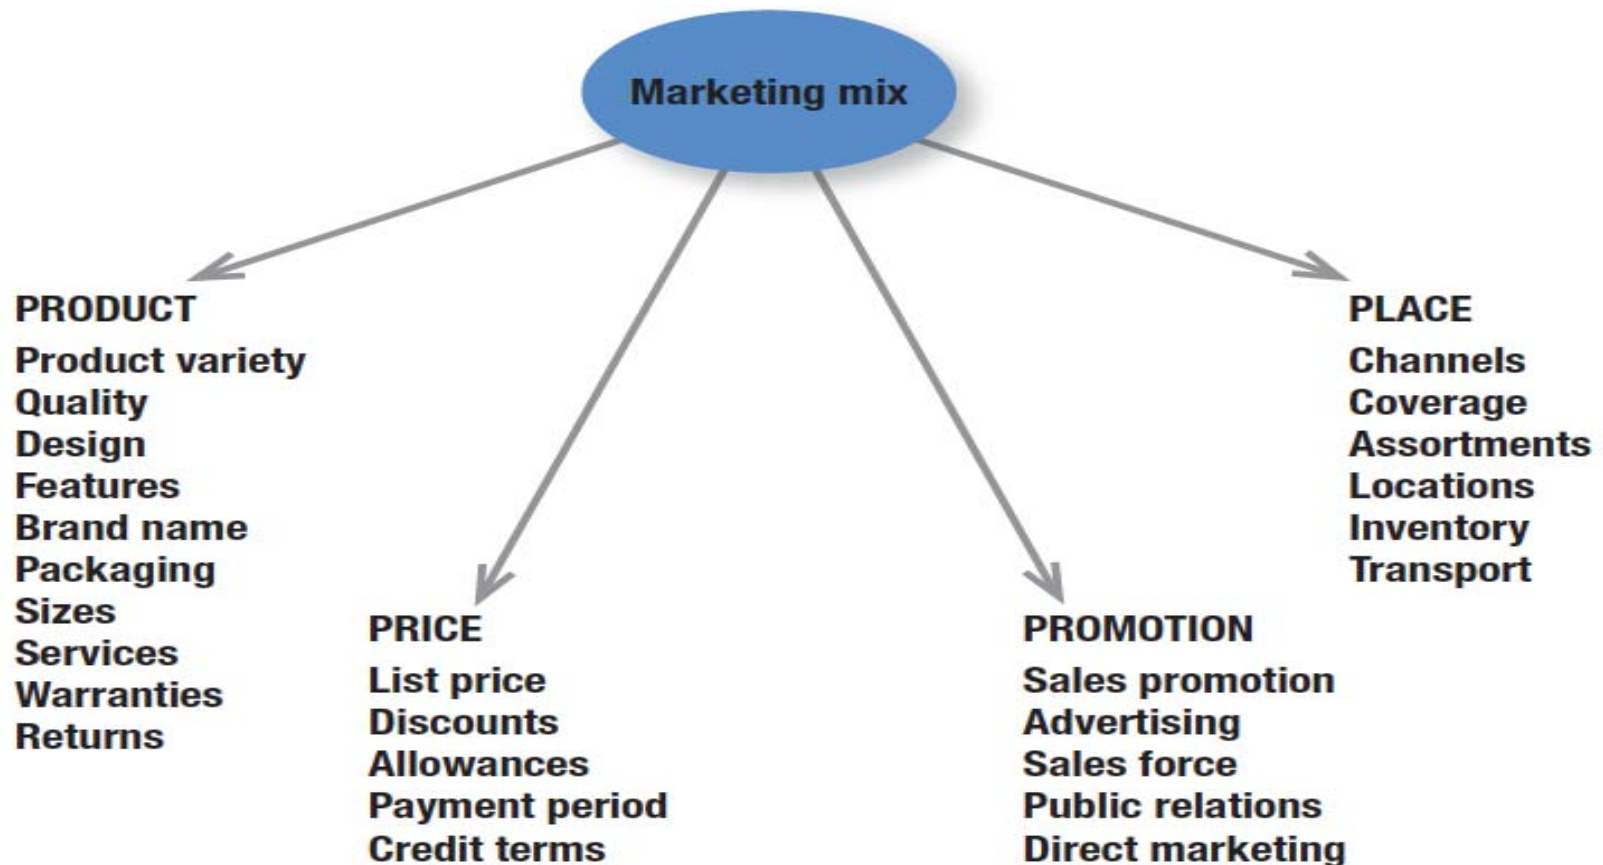 Marketing mix
PRODUCT
Product variety
Quality
Design
Features
Brand name
Packaging
Sizes
Services
Warranties
Returns
PRICE
List price
Discounts
Allowances
Payment period
Credit terms
PROMOTION
Sales promotion
Advertising
Sales force
Public relations
Direct marketing
PLACE
Channels
Coverage
Assortments
Locations
Inventory
Transport